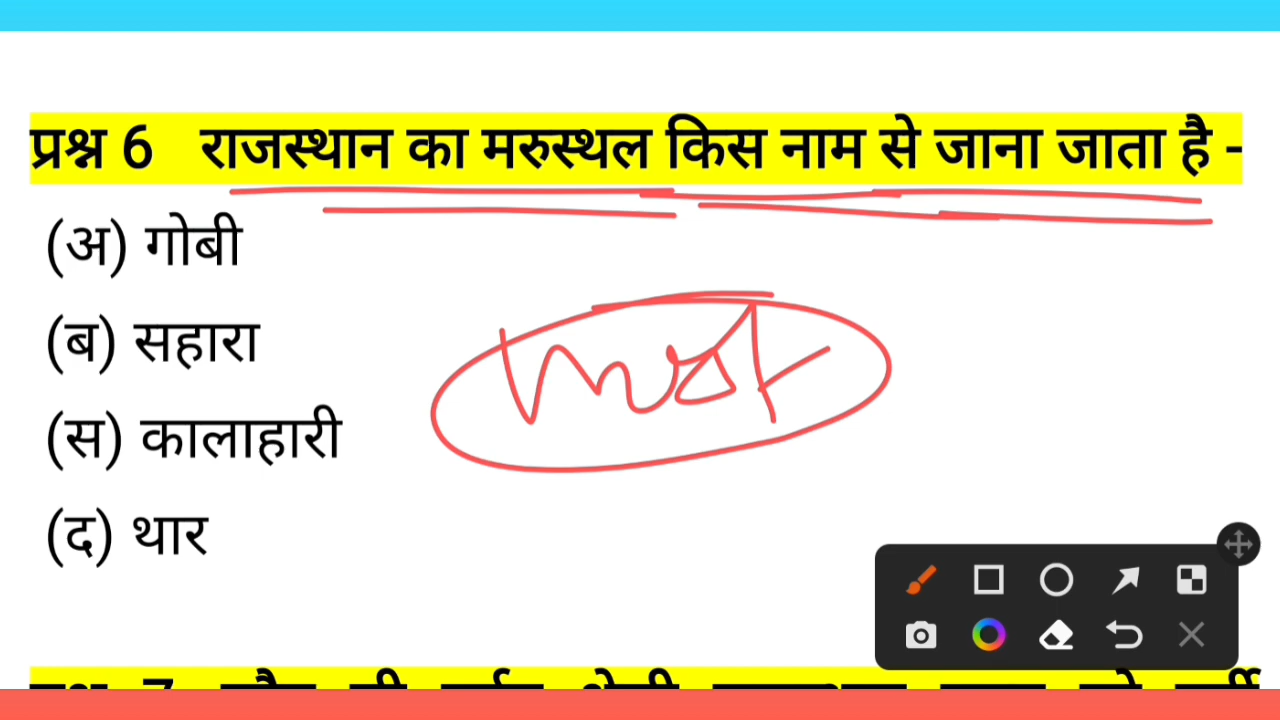 प्रश्न 6 राजस्थान का मरुस्थल किस नाम से जाना जाता है -
(अ) गोबी
(ब) सहारा
(स) कालाहारी
(द) थार